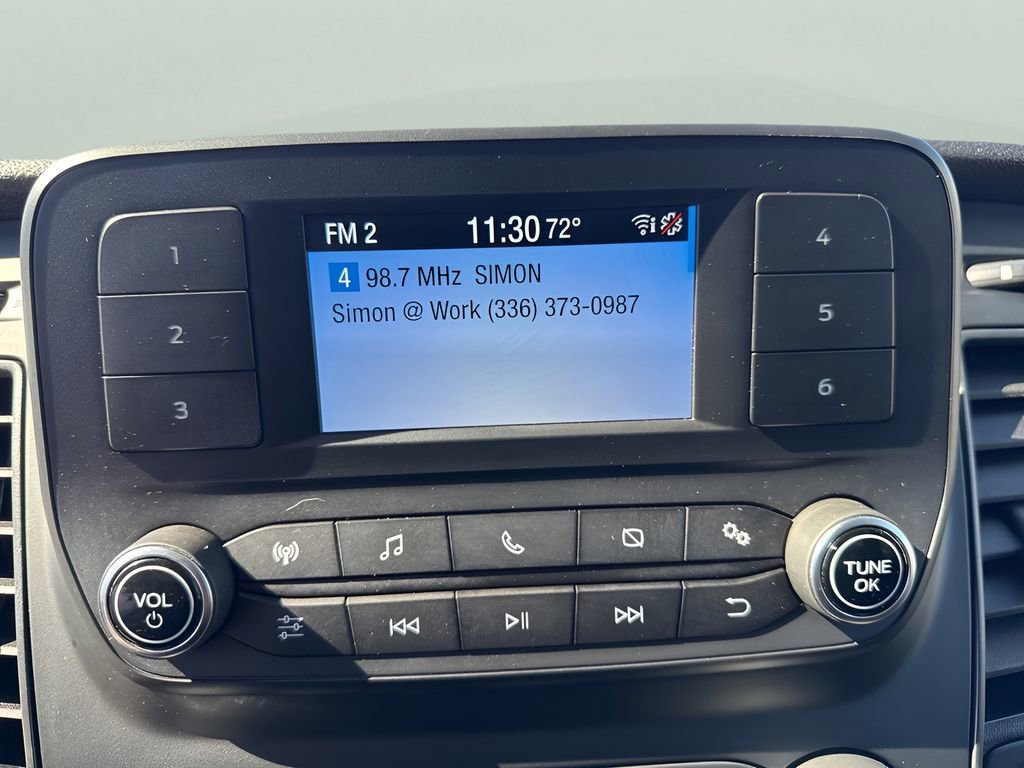 FM 2 11:30 72°
4 98.7 MHz SIMON
Simon @ Work (336) 373-0987
1
2
3
4
5
6
VOL
TUNE
OK